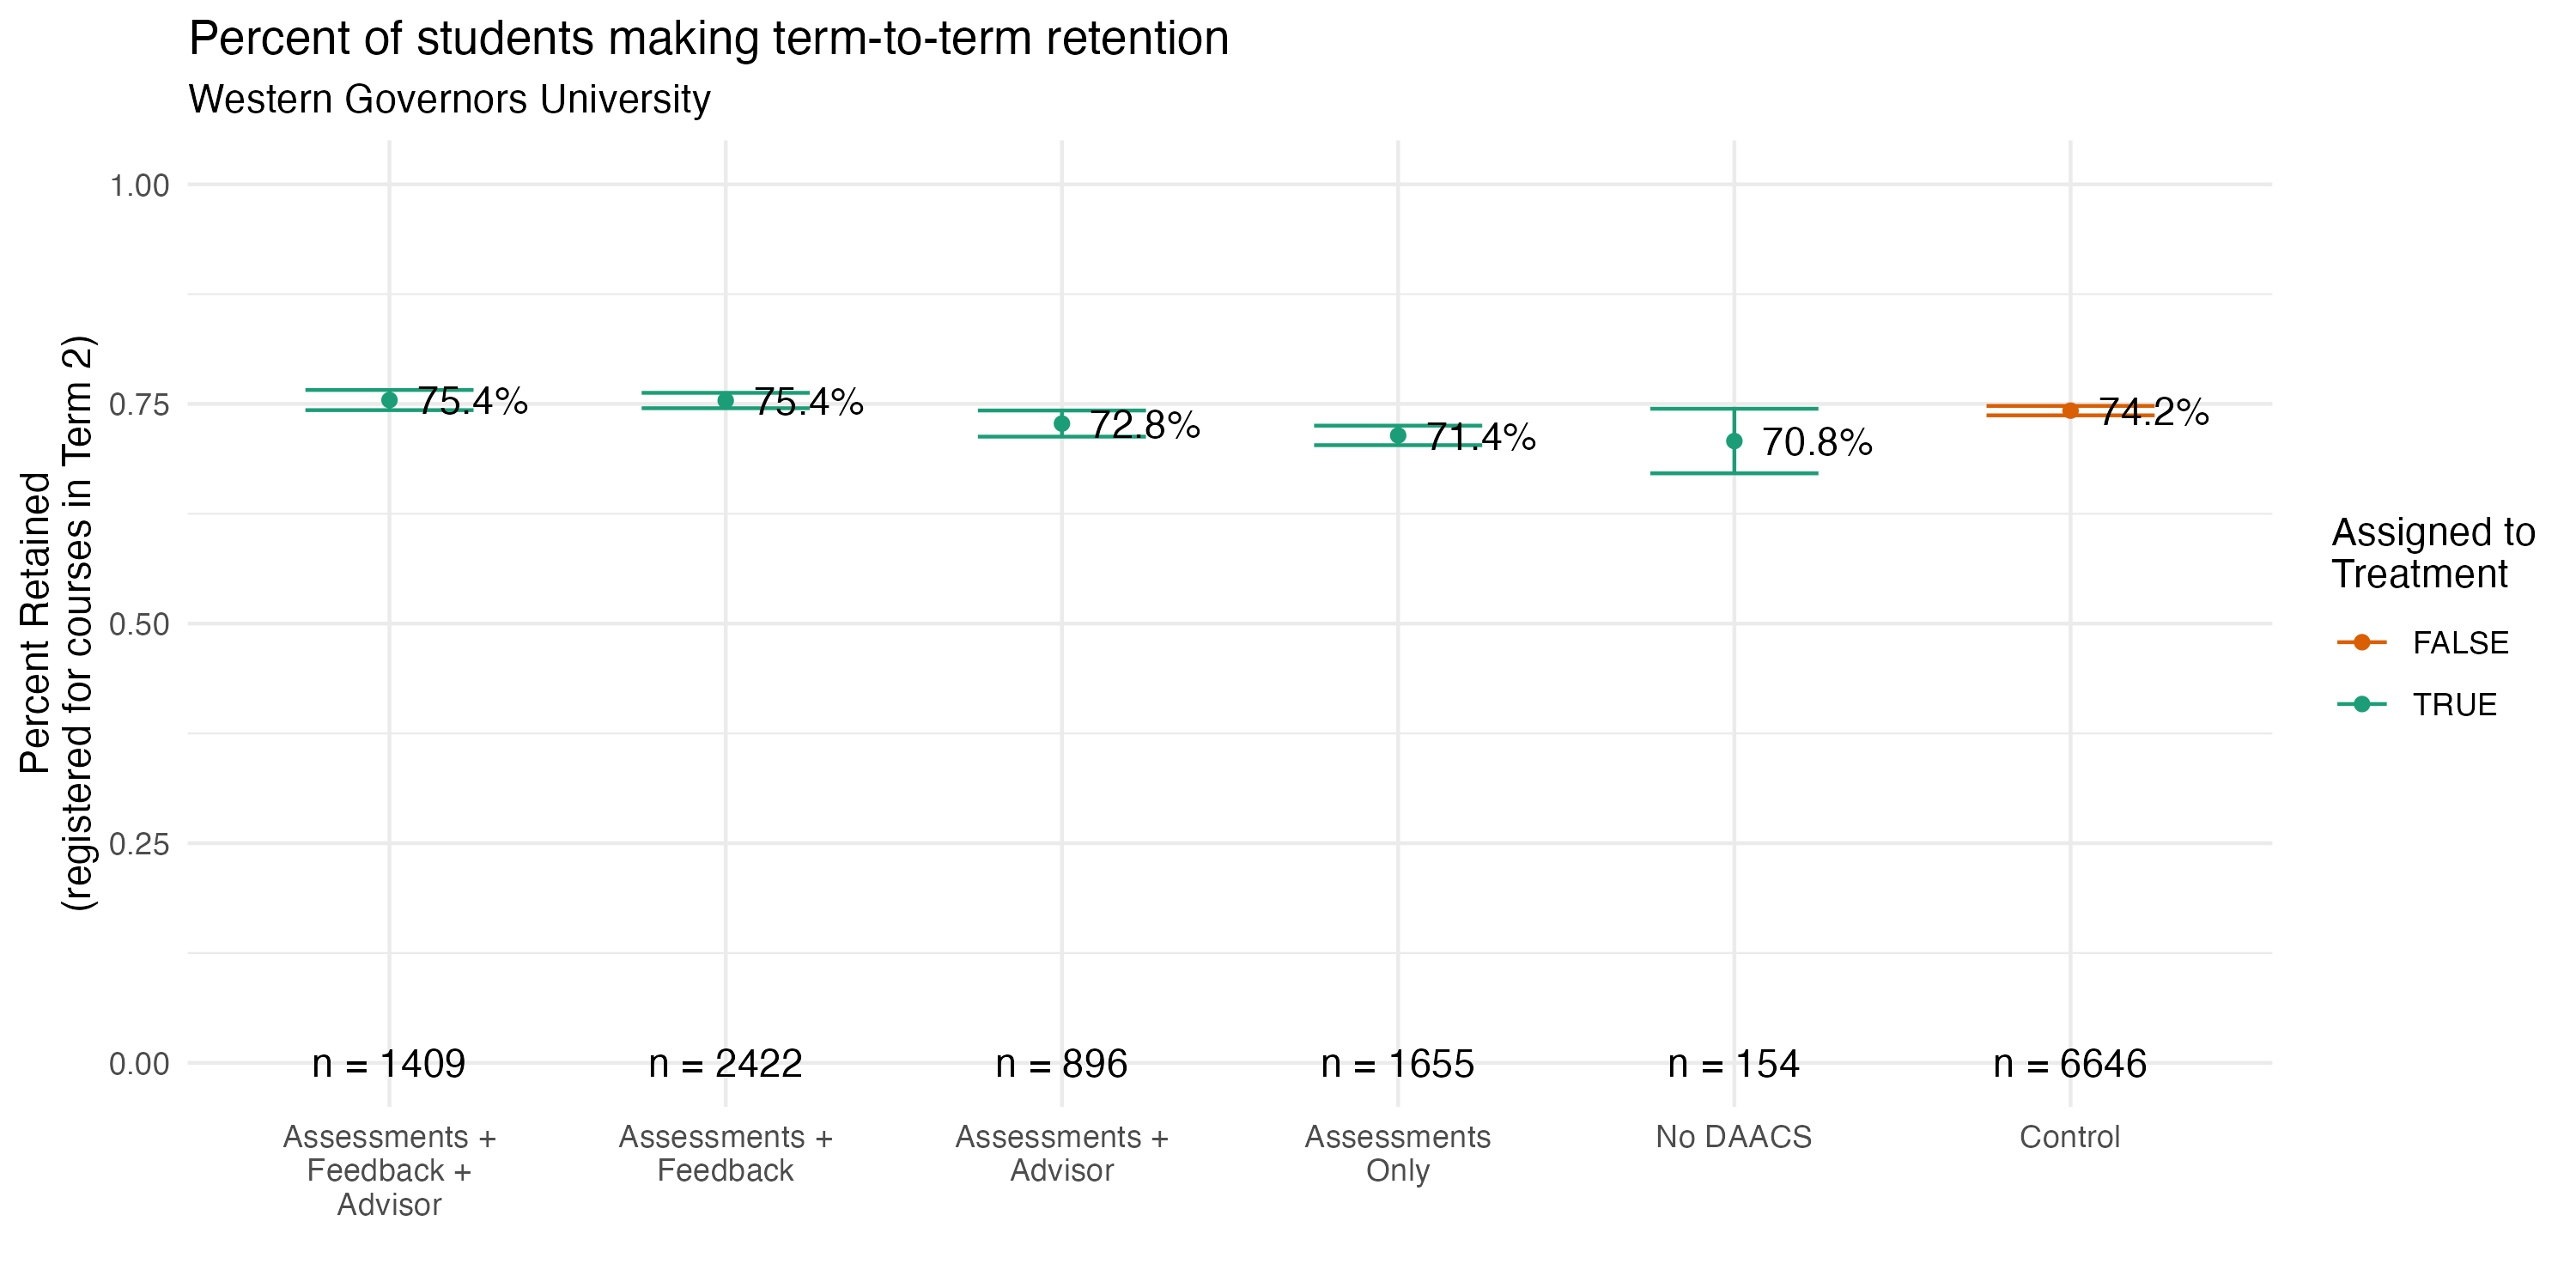 Percent of students making term-to-term retention
Western Governors University
Percent Retained
(registered for courses in Term 2)
1.00
0.75
0.50
0.25
0.00
75.4%
75.4%
72.8%
71.4%
70.8%
74.2%
n = 1409
n = 2422
n = 896
n = 1655
n = 154
n = 6646
Assessments +
Feedback +
Advisor
Assessments +
Feedback
Assessments +
Advisor
Assessments
Only
No DAACS
Control
Assigned to
Treatment
FALSE
TRUE